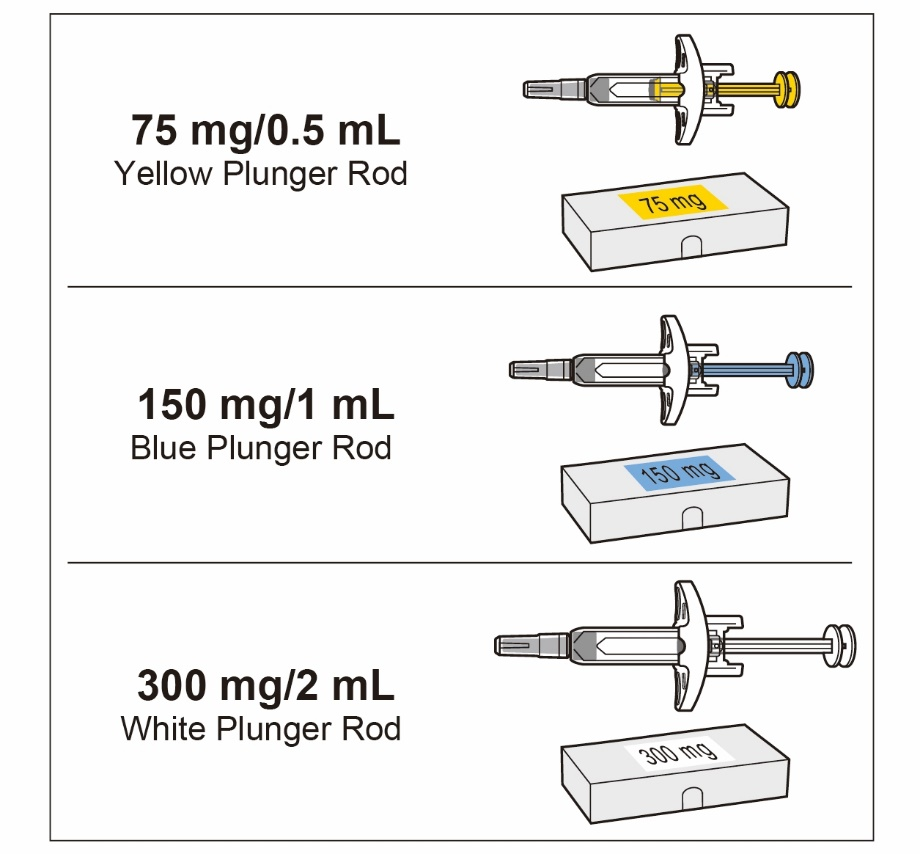 75 mg/0.5 mL
Yellow Plunger Rod
75 mg
150 mg/1 mL
Blue Plunger Rod
150 mg
300 mg/2 mL
White Plunger Rod
300 mg